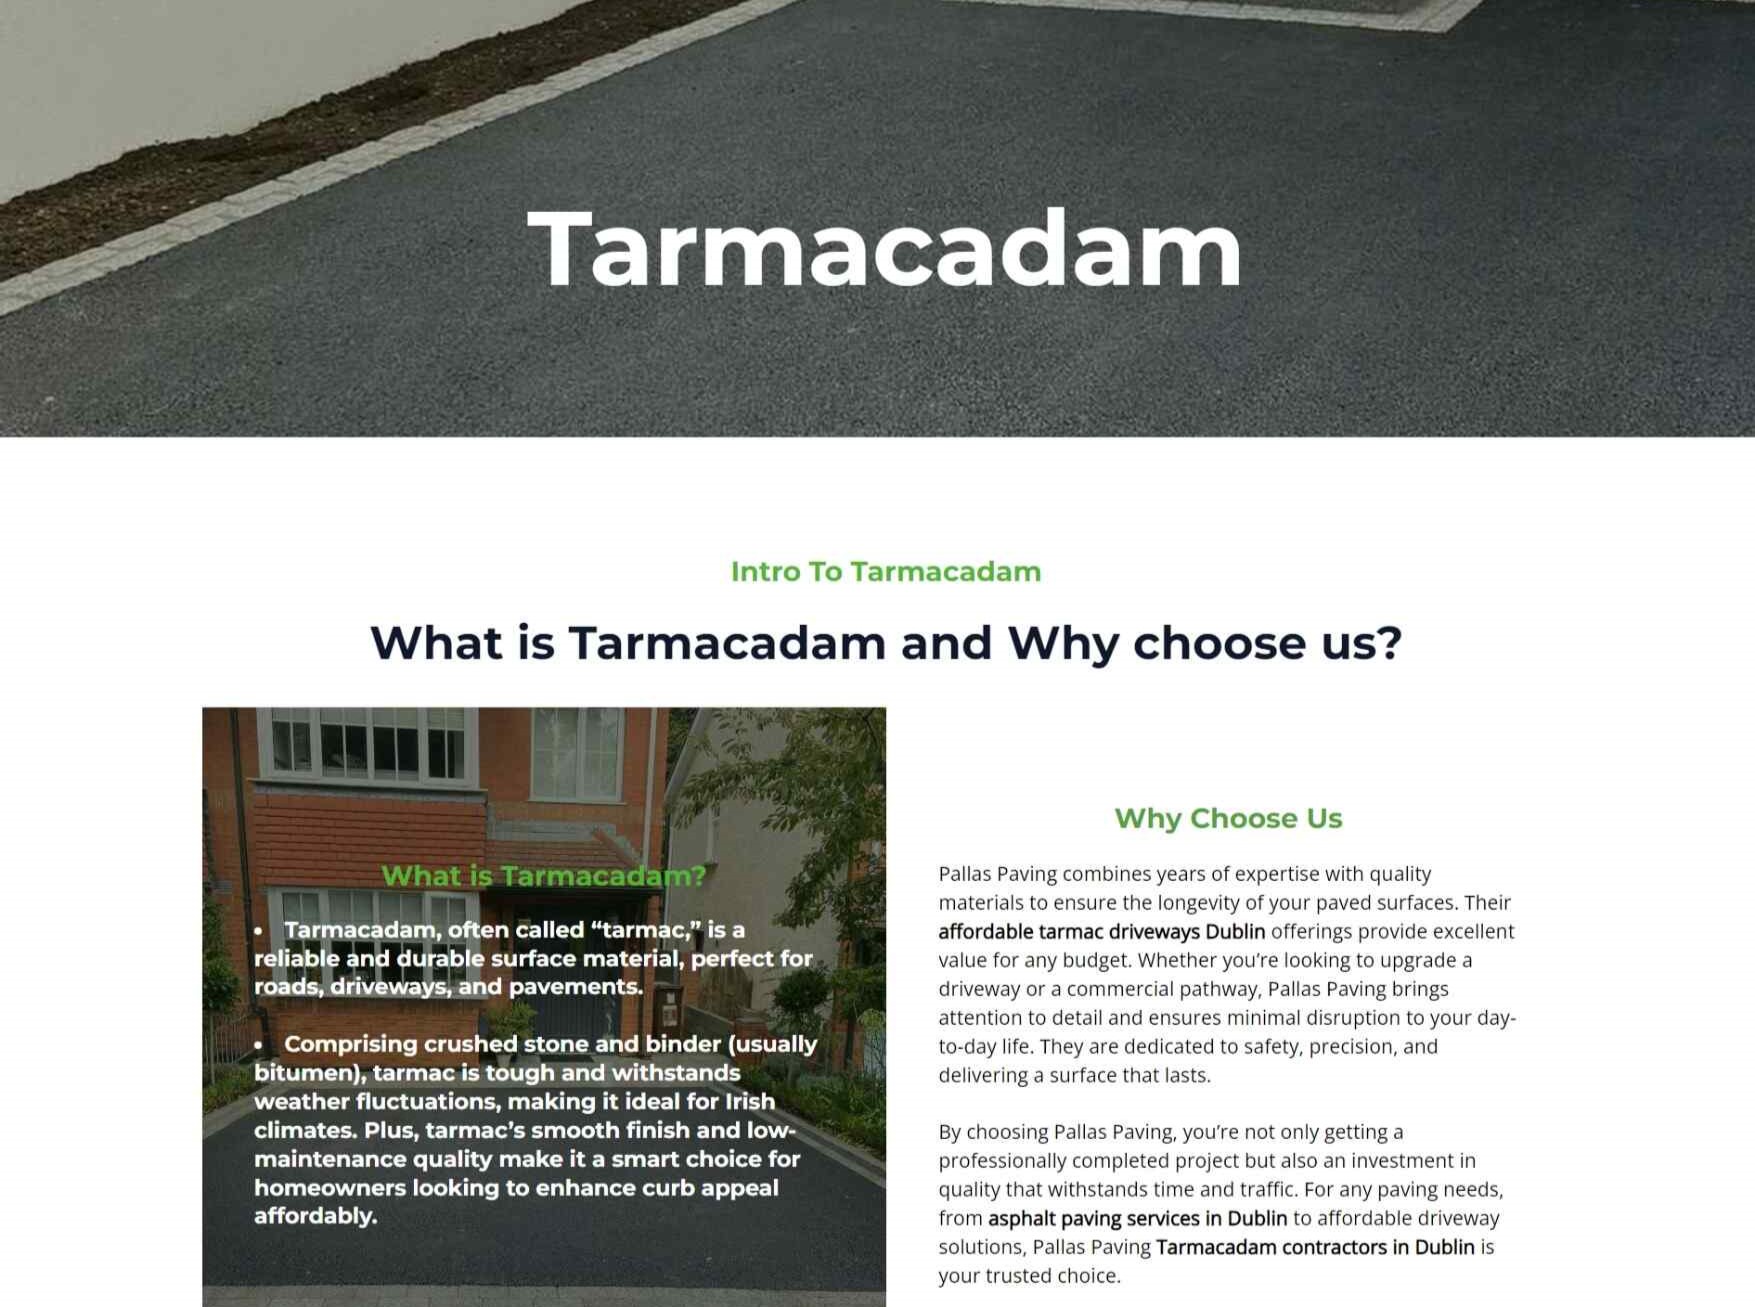 Tarmacadam
Intro To Tarmacadam
What is Tarmacadam and Why choose us?
What is Tarmacadam?
• Tarmacadam, often called “tarmac,” is a
reliable and durable surface material, perfect for
roads, driveways, and pavements.
• Comprising crushed stone and binder (usually
bitumen), tarmac is tough and withstands
weather fluctuations, making it ideal for Irish
climates. Plus, tarmac’s smooth finish and low-
maintenance quality make it a smart choice for
homeowners looking to enhance curb appeal
affordably.
Why Choose Us
Pallas Paving combines years of expertise with quality
materials to ensure the longevity of your paved surfaces. Their
affordable tarmac driveways Dublin offerings provide excellent
value for any budget. Whether you’re looking to upgrade a
driveway or a commercial pathway, Pallas Paving brings
attention to detail and ensures minimal disruption to your day-
to-day life. They are dedicated to safety, precision, and
delivering a surface that lasts.
By choosing Pallas Paving, you’re not only getting a
professionally completed project but also an investment in
quality that withstands time and traffic. For any paving needs,
from asphalt paving services in Dublin to affordable driveway
solutions, Pallas Paving Tarmacadam contractors in Dublin is
your trusted choice.